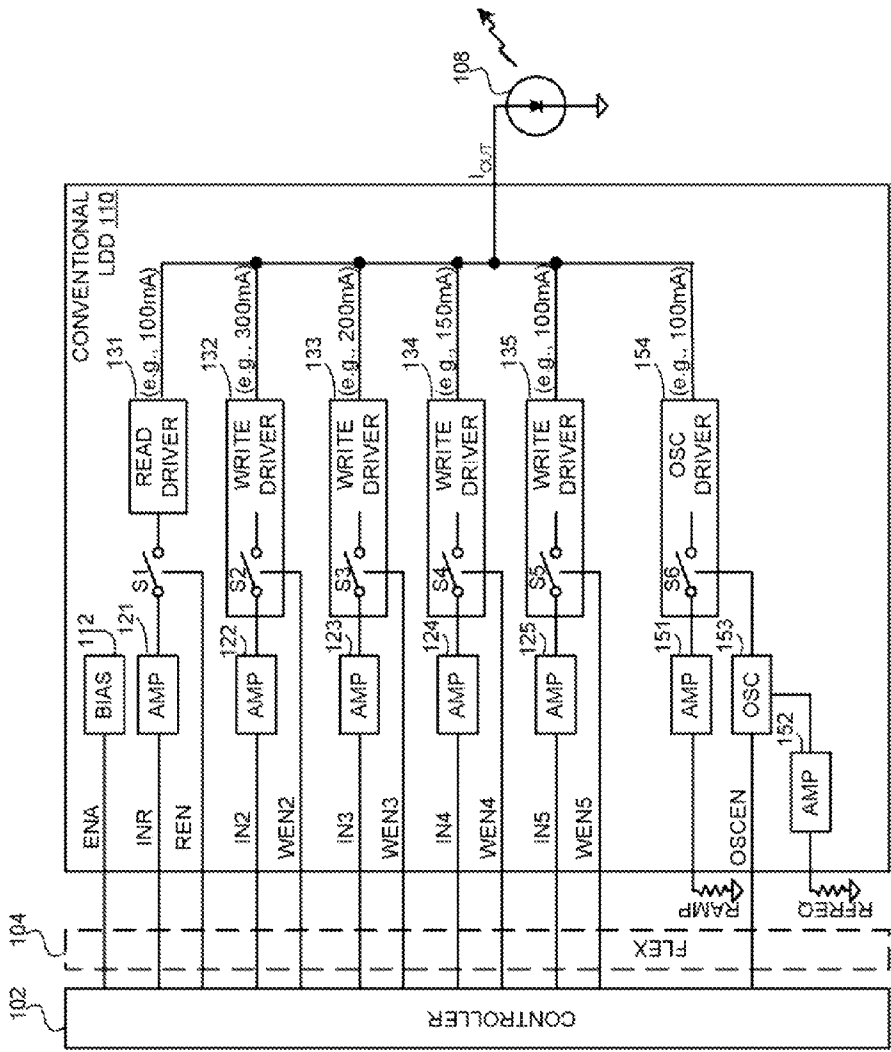 CONVENTIONAL
LDD 110
102
CONTROLLER
104
FLEX
108
I_OUT
ENA
BIAS
112
INR
AMP
121
REN
S1
READ
DRIVER
131
(e.g., 100mA)
IN2
AMP
122
WEN2
S2
WRITE
DRIVER
132
(e.g., 300mA)
IN3
AMP
123
WEN3
S3
WRITE
DRIVER
133
(e.g., 200mA)
IN4
AMP
124
WEN4
S4
WRITE
DRIVER
134
(e.g., 150mA)
IN5
AMP
125
WEN5
S5
WRITE
DRIVER
135
(e.g., 100mA)
RAMP
AMP
151
S6
OSC
DRIVER
154
(e.g., 100mA)
OSCEN
OSC
153
RFREQ
AMP
152